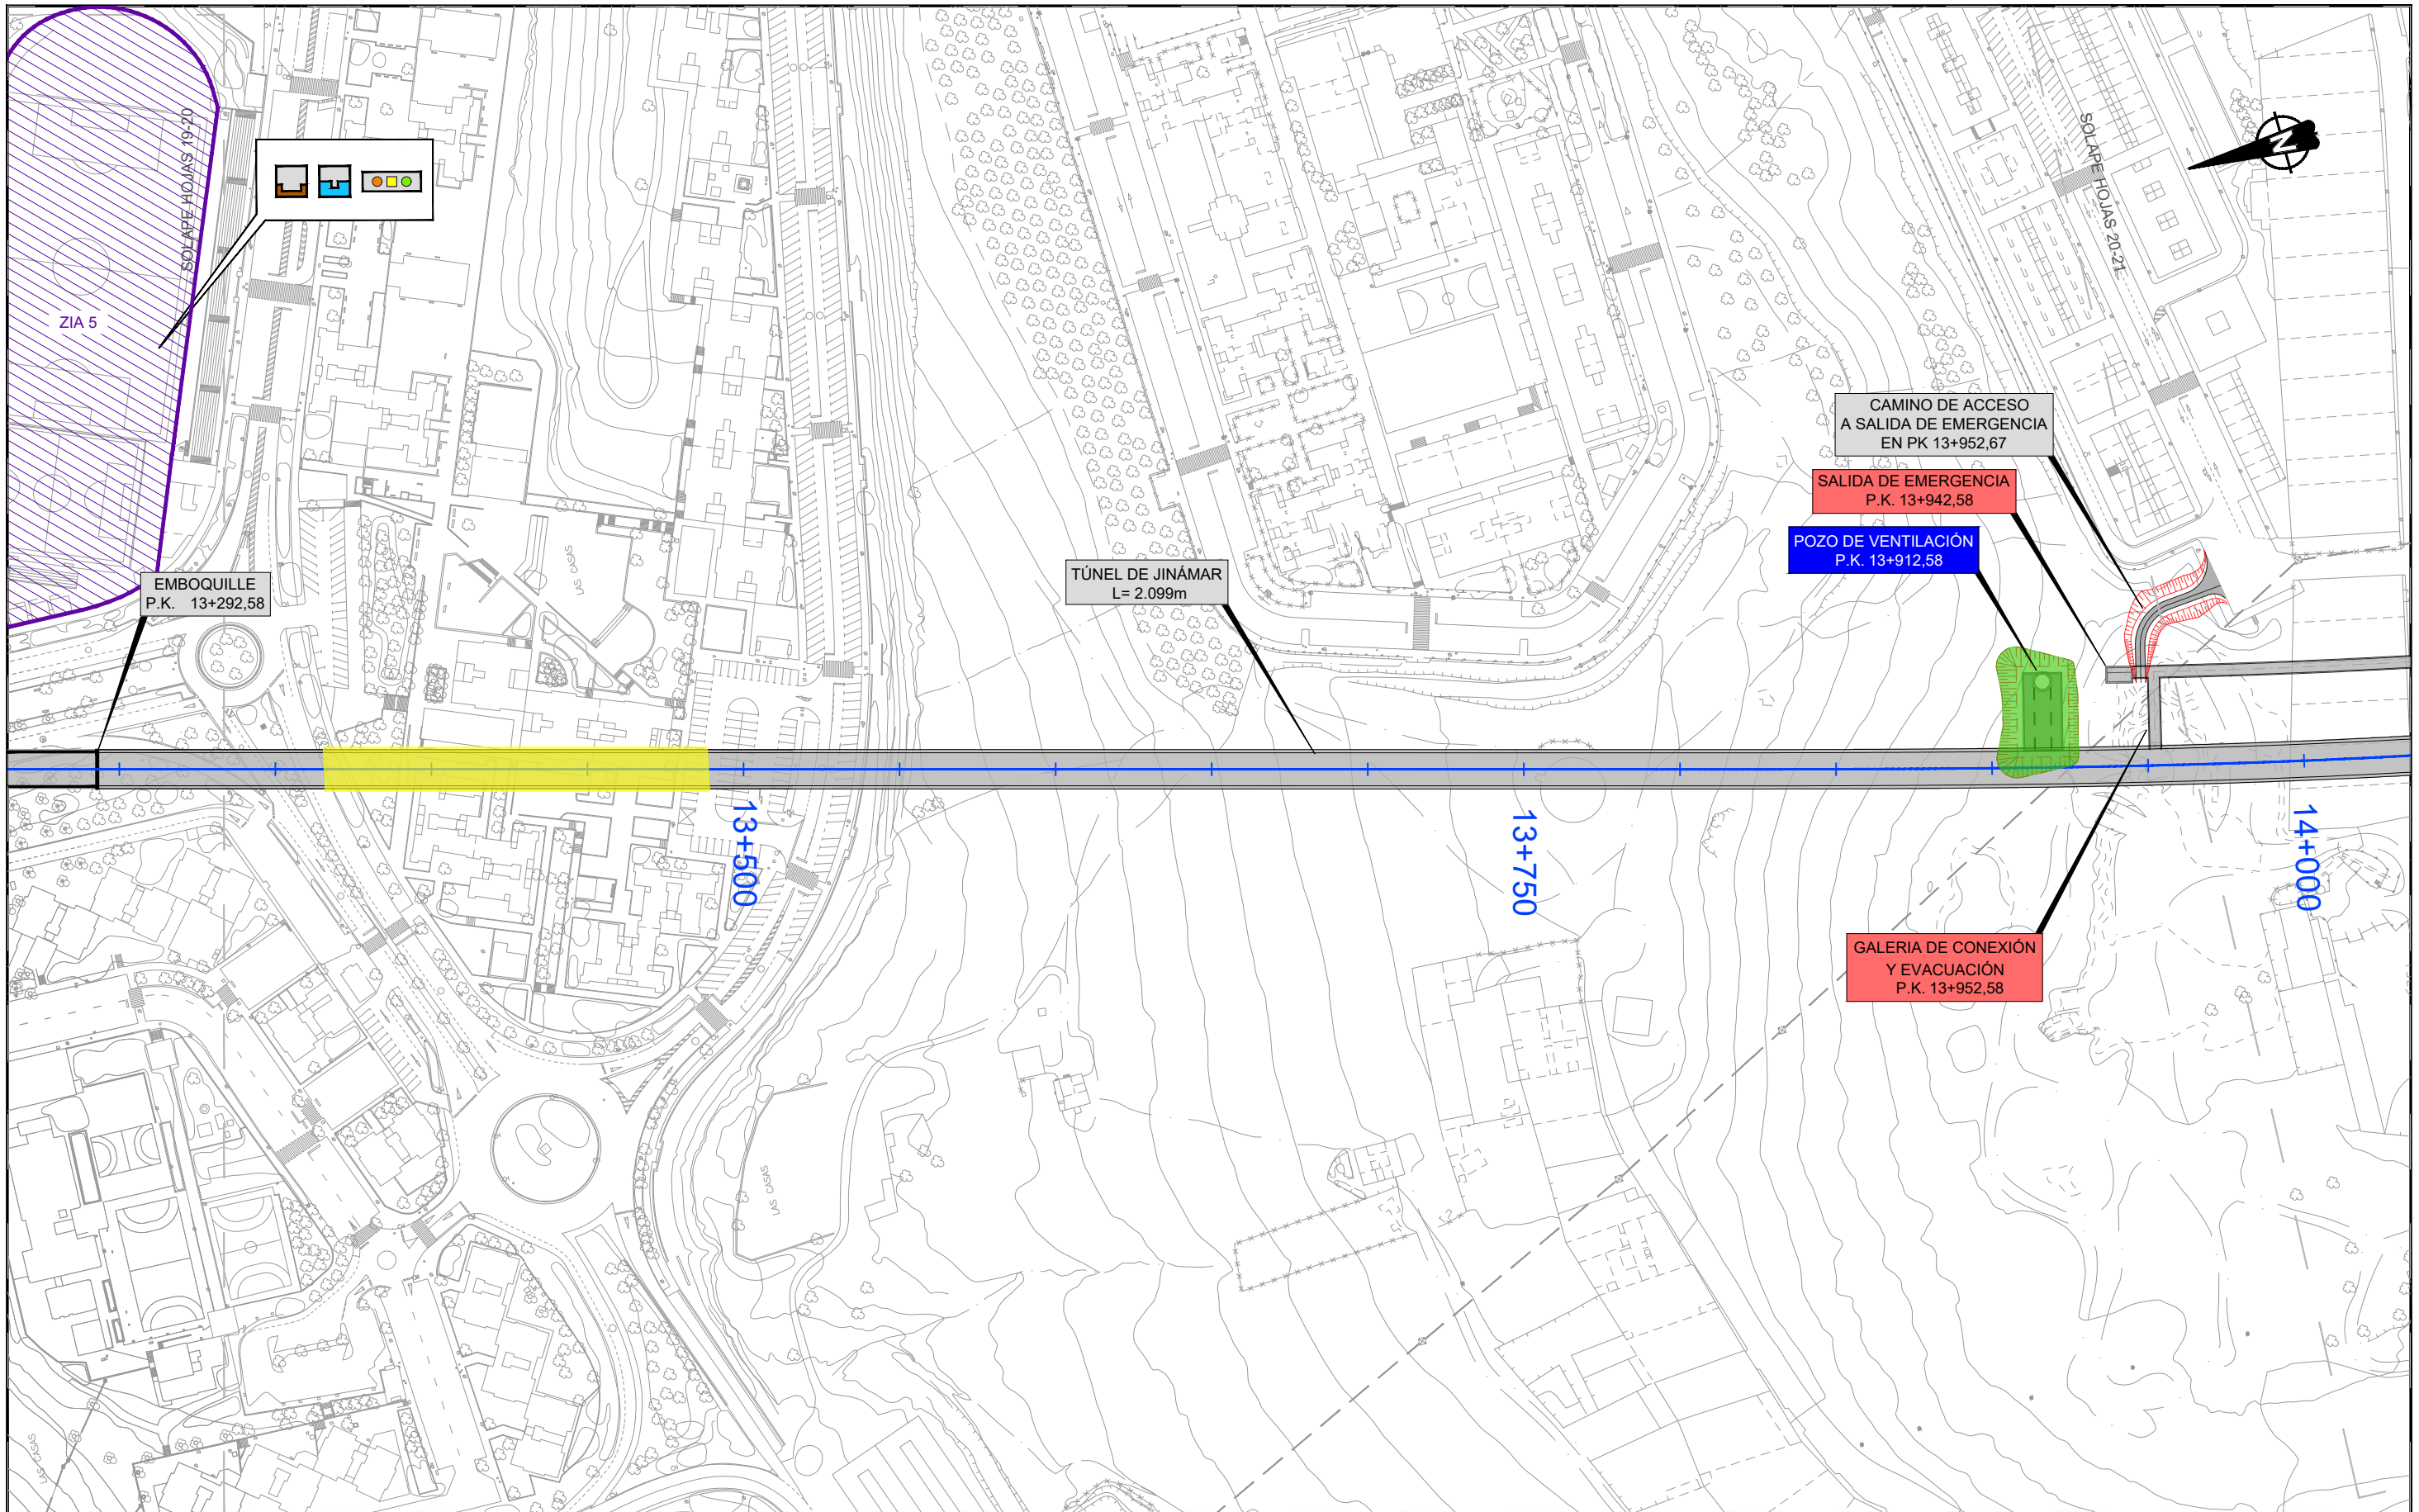 SOLAPE HOJAS 19-20
SOLAPE HOJAS 20-21
N
ZIA 5
CAMINO DE ACCESO
A SALIDA DE EMERGENCIA
EN PK 13+952,67
SALIDA DE EMERGENCIA
P.K. 13+942,58
POZO DE VENTILACIÓN
P.K. 13+912,58
EMBOQUILLE
P.K. 13+292,58
TÚNEL DE JINÁMAR
L= 2.099m
LAS CASAS
13+500
13+750
14+000
GALERIA DE CONEXIÓN
Y EVACUACIÓN
P.K. 13+952,58
LAS CASAS
LAS CASAS